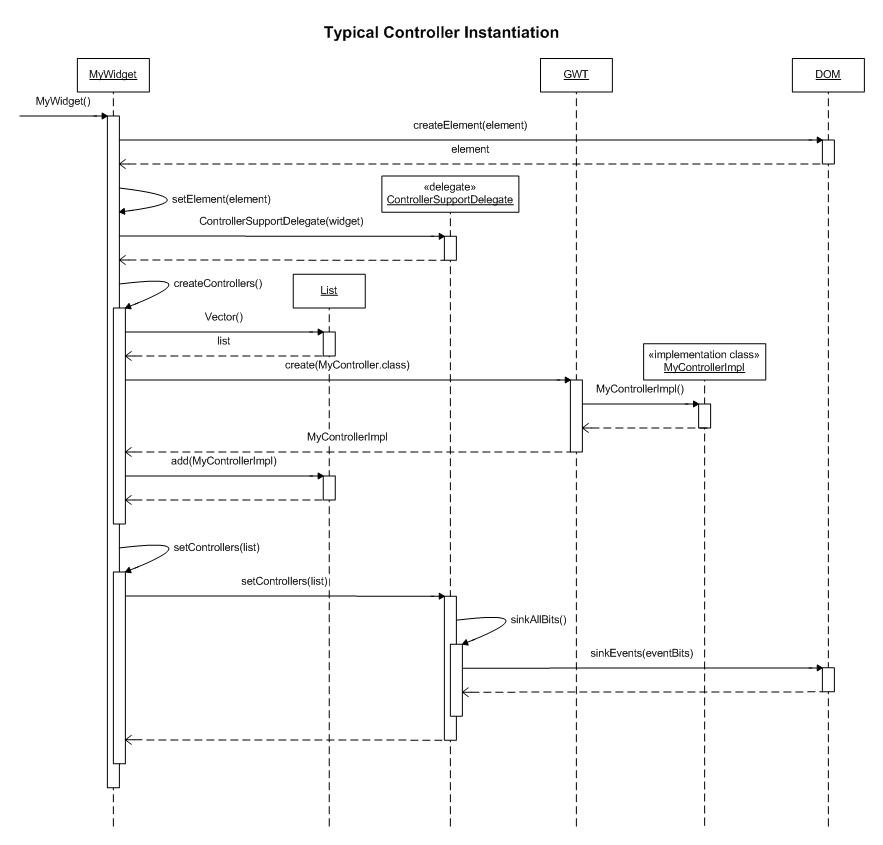 Typical Controller Instantiation
MyWidget
GWT
DOM
MyWidget()
createElement(element)
element
«delegate»
ControllerSupportDelegate
setElement(element)
ControllerSupportDelegate(widget)
createControllers()
List
Vector()
list
«implementation class»
MyControllerImpl
create(MyController.class)
MyControllerImpl()
MyControllerImpl
add(MyControllerImpl)
setControllers(list)
setControllers(list)
sinkAllBits()
sinkEvents(eventBits)